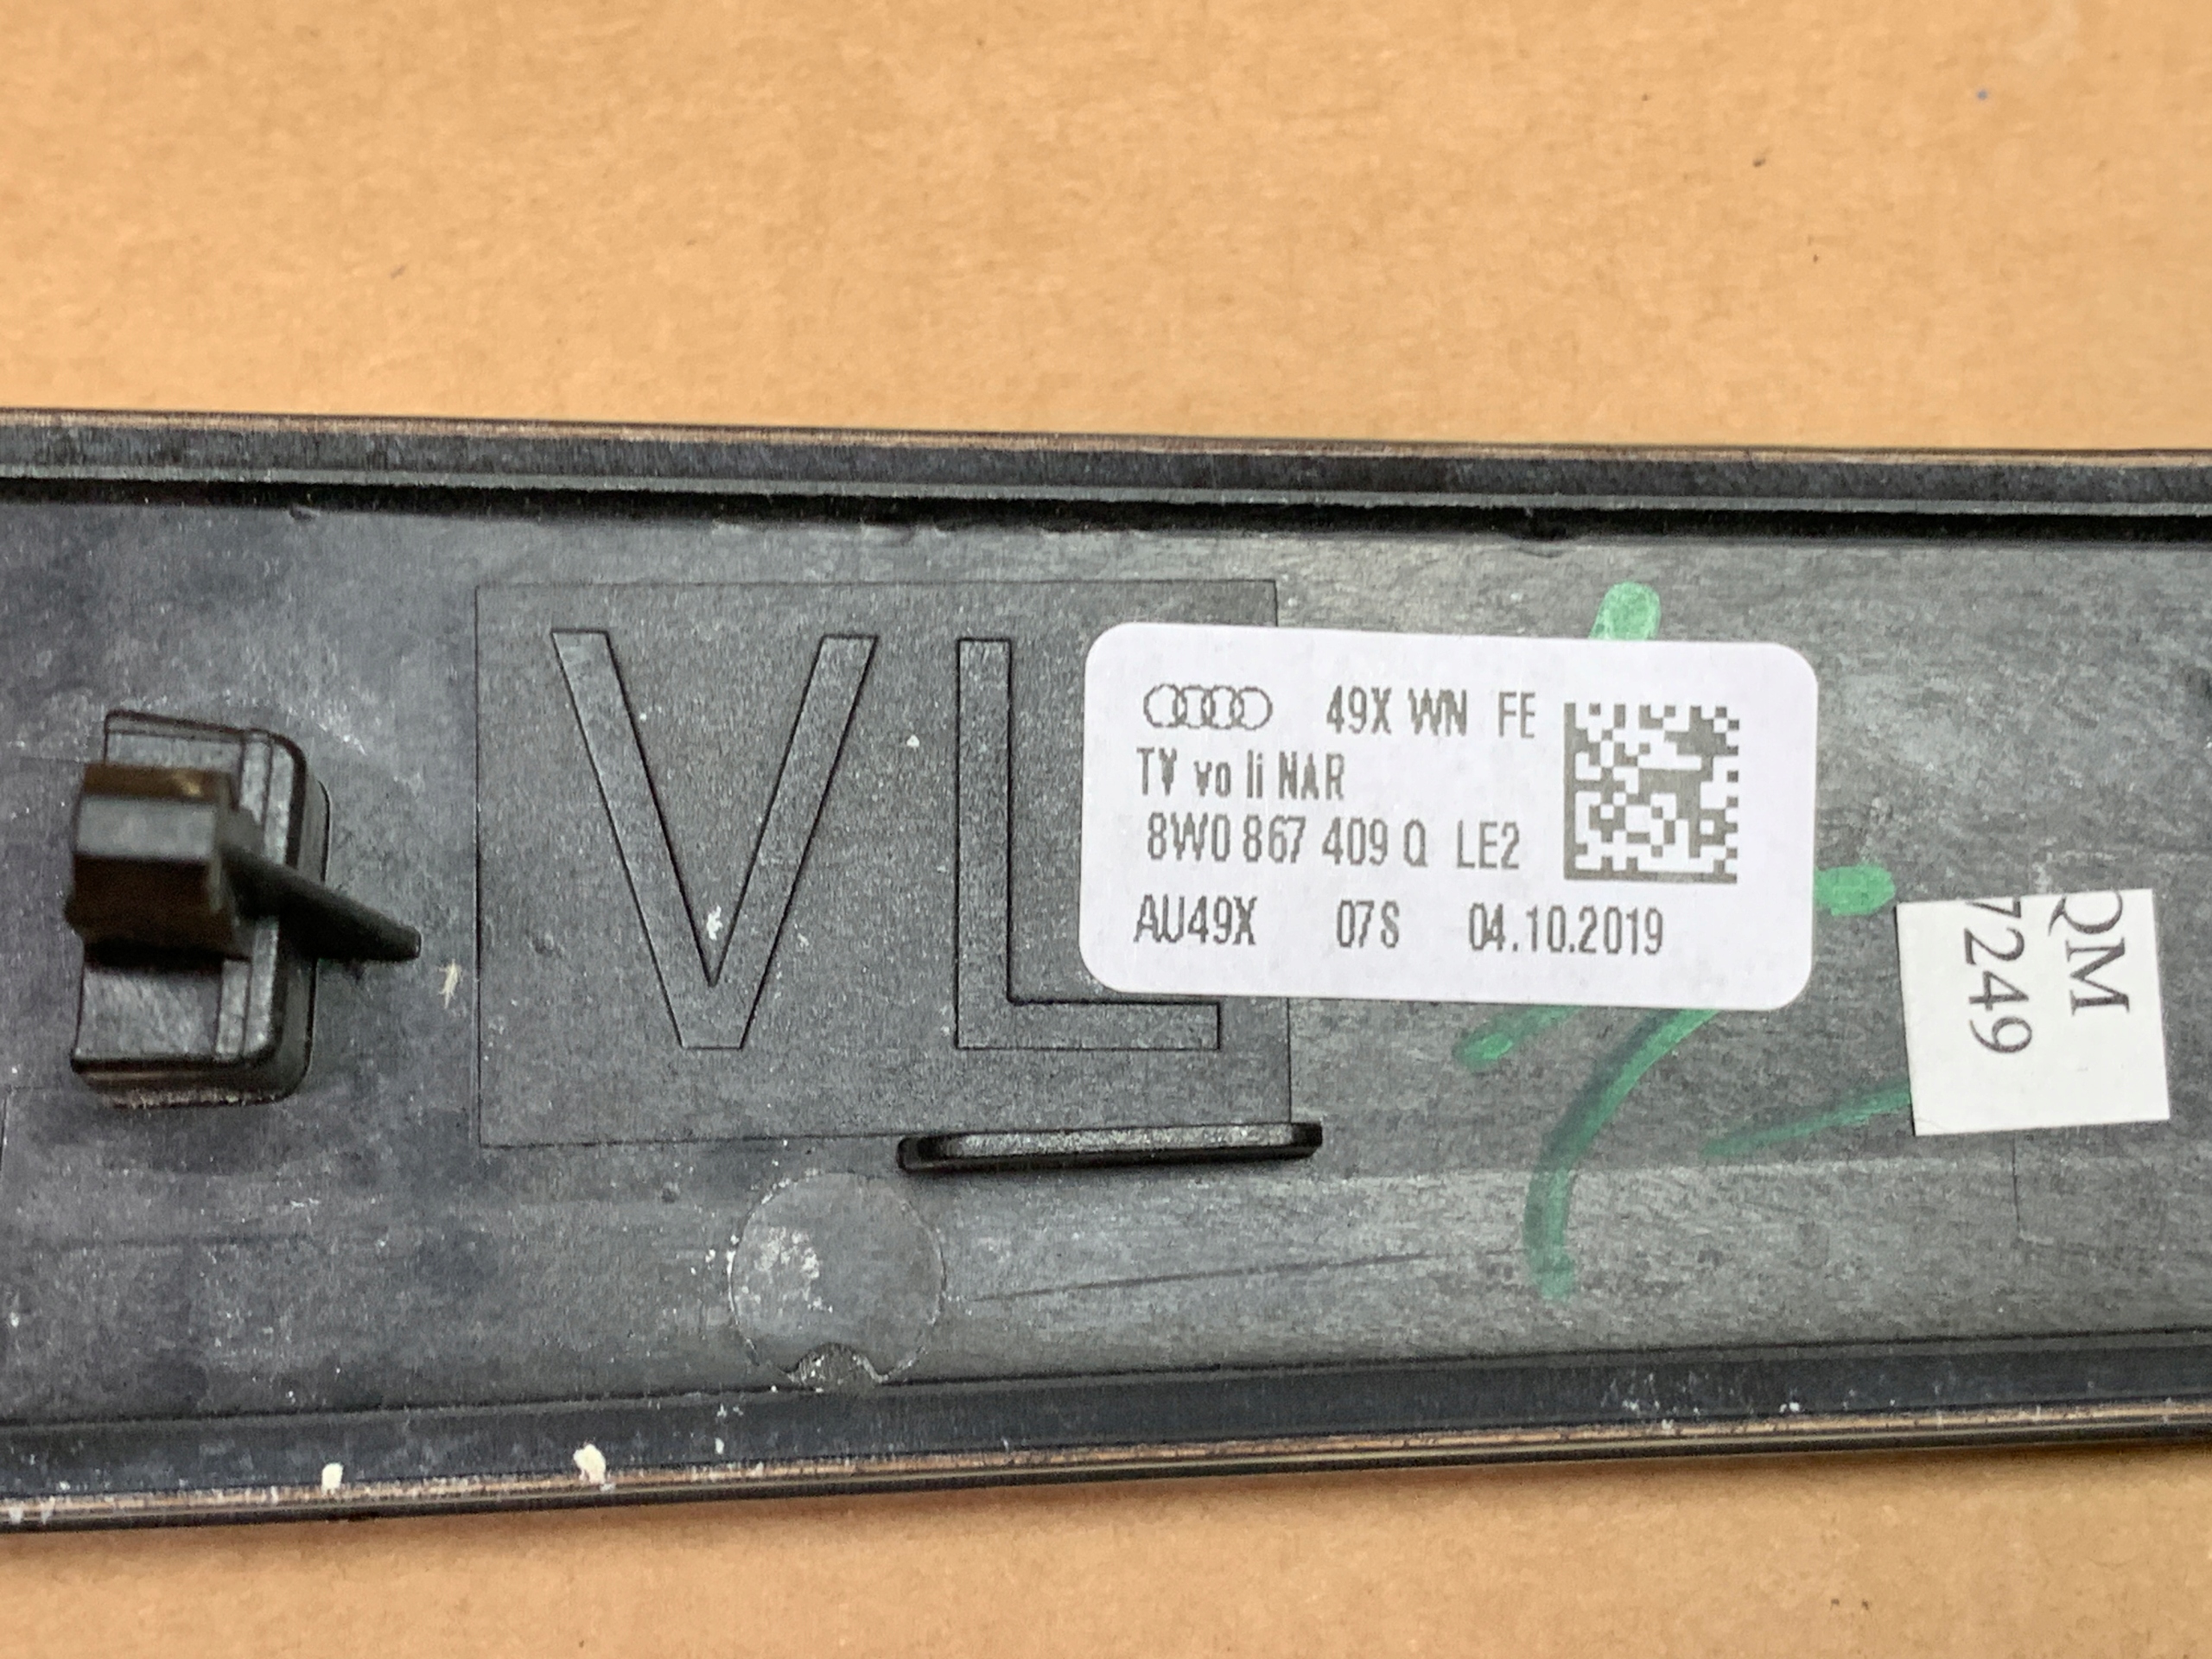 VL
49X WN FE
TV vo li NAR
8W0 867 409 Q LE2
AU49X 07S 04.10.2019
QM
7249